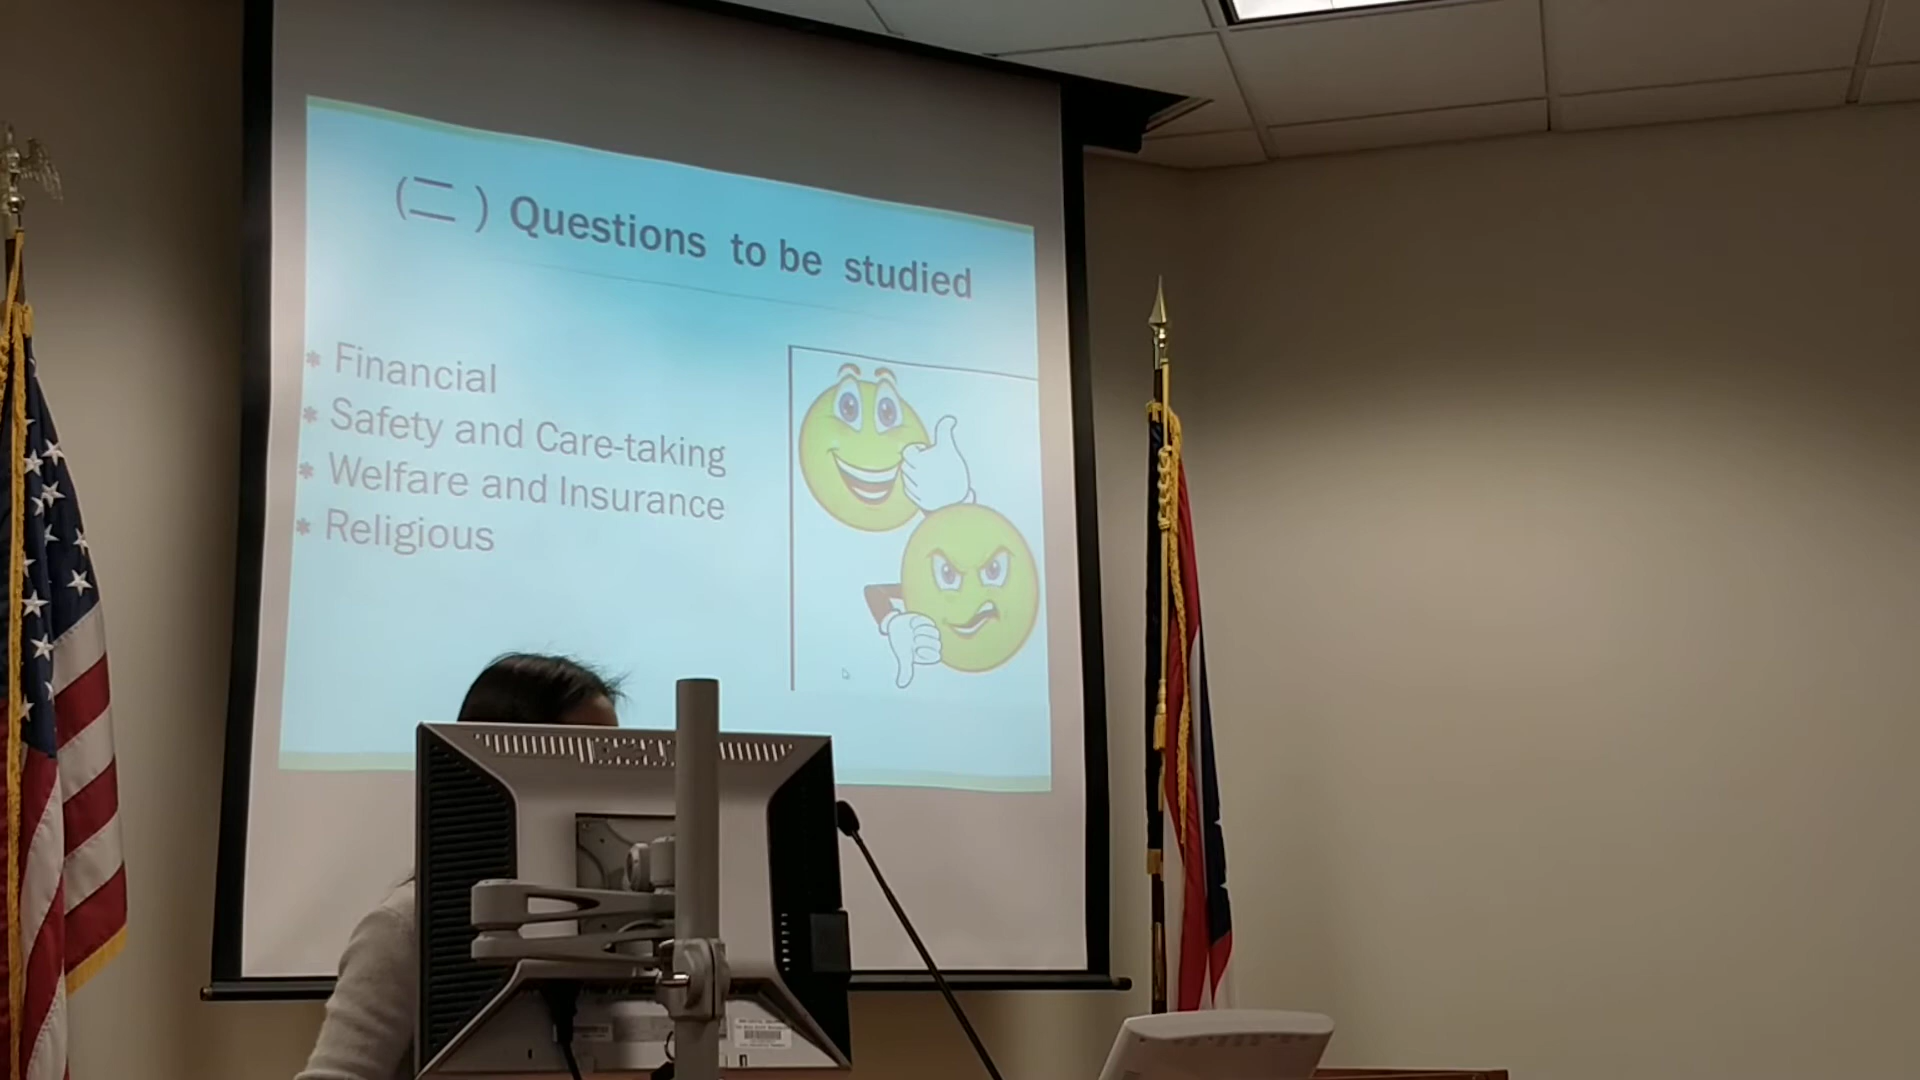 (二 ) Questions to be studied
* Financial
* Safety and Care-taking
* Welfare and Insurance
* Religious